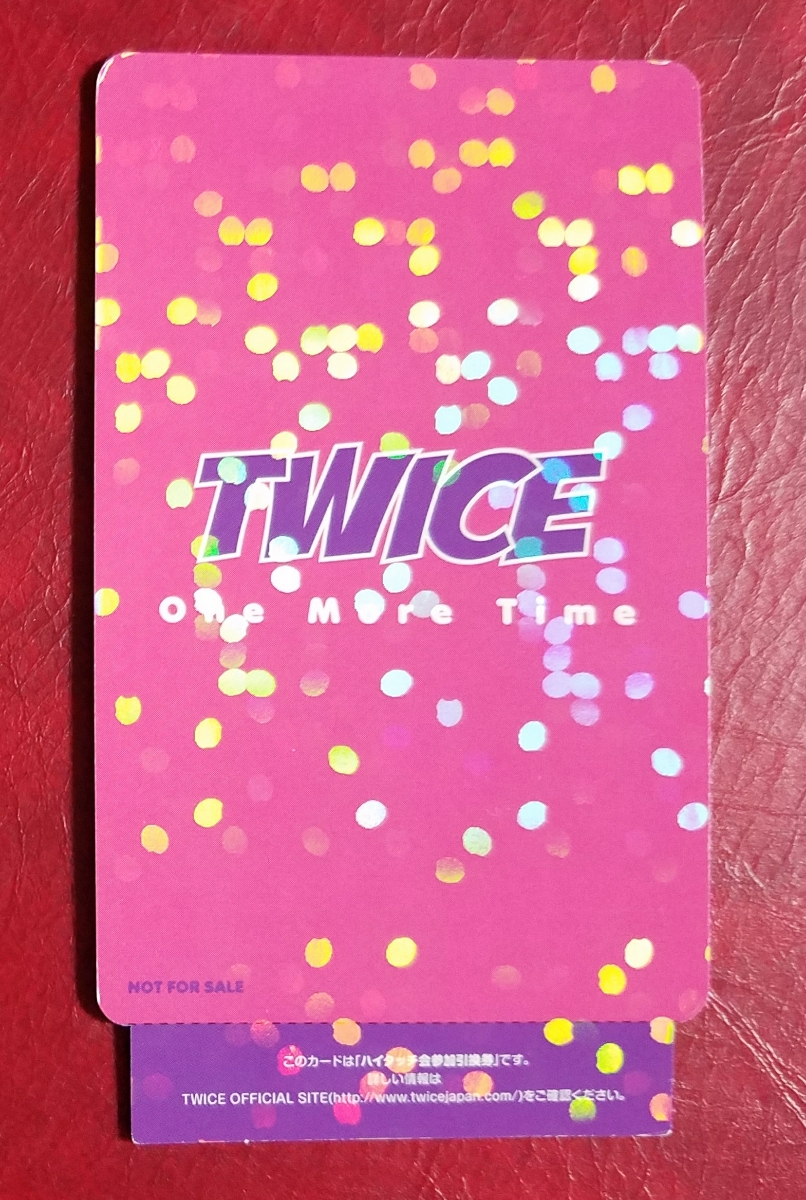 TWICE
One More Time
NOT FOR SALE
このカードは「ハイタッチ会参加引換券」です。
詳しい情報は
TWICE OFFICIAL SITE(http://www.twicejapan.com/)をご確認ください。